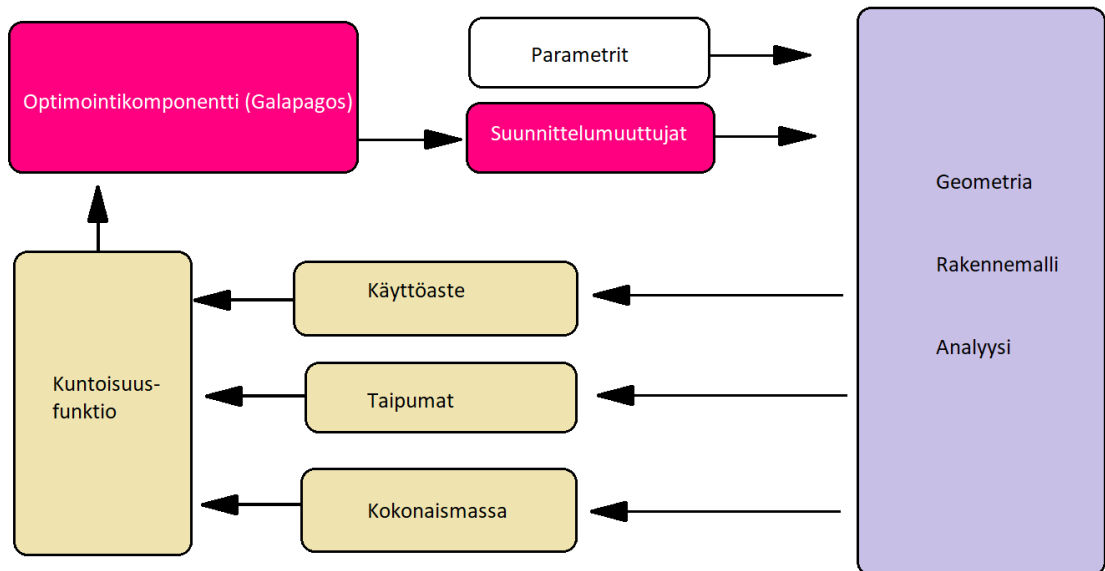 Optimointikomponentti (Galapagos)
Parametrit
Suunnittelumuuttujat
Geometria
Rakennemalli
Analyysi
Käyttöaste
Taipumat
Kokonaismassa
Kuntoisuus-
funktio